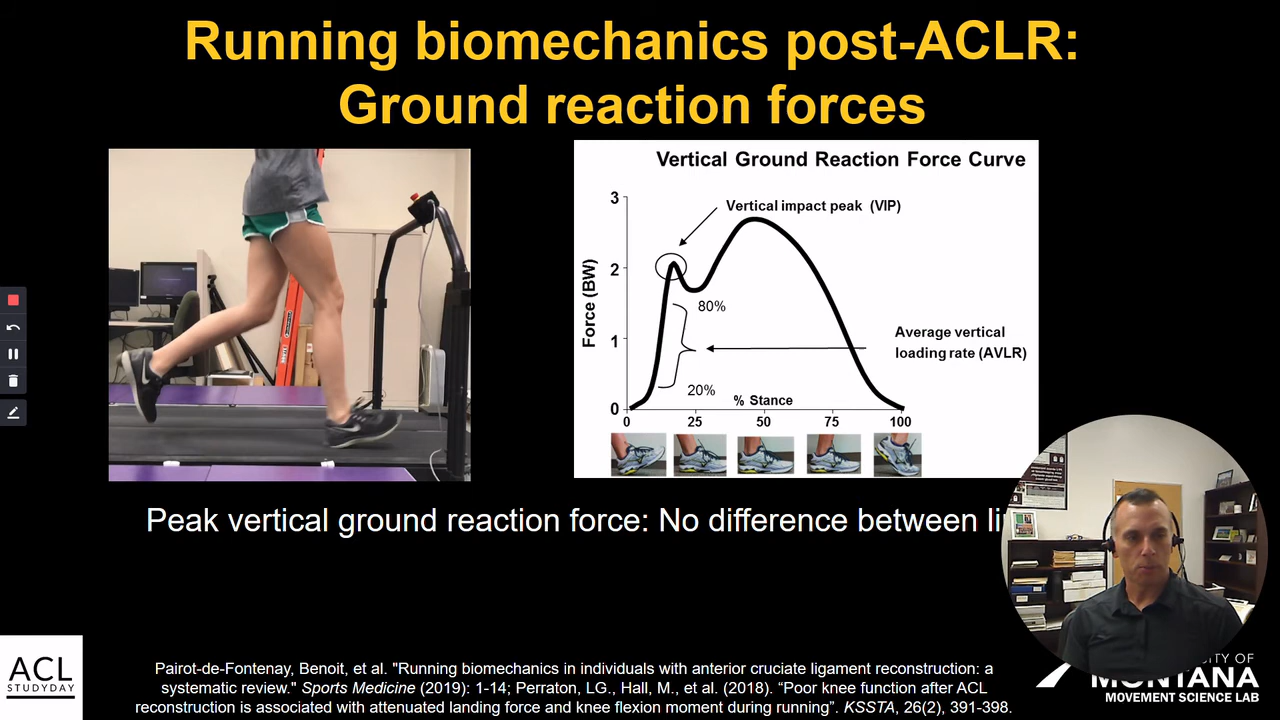 Running biomechanics post-ACLR:
Ground reaction forces
Vertical Ground Reaction Force Curve
3
Vertical impact peak (VIP)
2
Force (BW)
80%
1
Average vertical
loading rate (AVLR)
20%
% Stance
0
0 25 50 75 100
Peak vertical ground reaction force: No difference between
ACL
STUDYDAY
Pairot-de-Fontenay, Benoit, et al. "Running biomechanics in individuals with anterior cruciate ligament reconstruction: a
systematic review." Sports Medicine (2019): 1-14; Perraton, LG., Hall, M., et al. (2018). “Poor knee function after ACL
reconstruction is associated with attenuated landing force and knee flexion moment during running”. KSSTA, 26(2), 391-398.
OF
MONTANA
MOVEMENT SCIENCE LAB